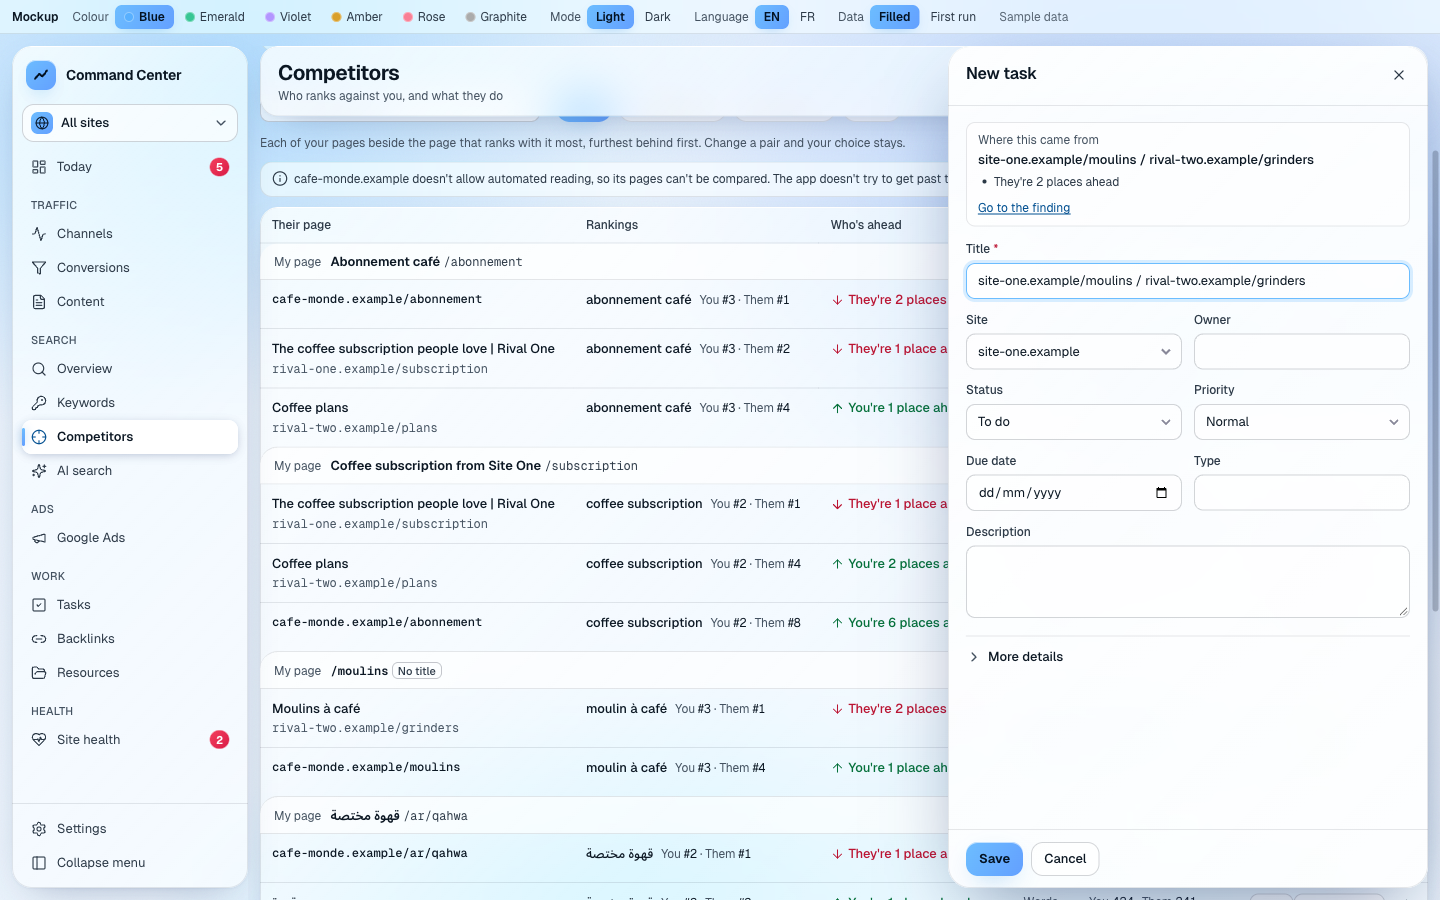 Mockup Colour Blue Emerald Violet Amber Rose Graphite Mode Light Dark Language EN FR Data Filled First run Sample data
Command Center
All sites
Today 5
TRAFFIC
Channels
Conversions
Content
SEARCH
Overview
Keywords
Competitors
AI search
ADS
Google Ads
WORK
Tasks
Backlinks
Resources
HEALTH
Site health 2
Settings
Collapse menu
Competitors
Who ranks against you, and what they do
Each of your pages beside the page that ranks with it most, furthest behind first. Change a pair and your choice stays.
cafe-monde.example doesn't allow automated reading, so its pages can't be compared. The app doesn't try to get past t
Their page Rankings Who's ahead
My page Abonnement café /abonnement
cafe-monde.example/abonnement abonnement café You #3 · Them #1 They're 2 places
The coffee subscription people love | Rival One abonnement café You #3 · Them #2 They're 1 place a
rival-one.example/subscription
Coffee plans abonnement café You #3 · Them #4 You're 1 place ah
rival-two.example/plans
My page Coffee subscription from Site One /subscription
The coffee subscription people love | Rival One coffee subscription You #2 · Them #1 They're 1 place a
rival-one.example/subscription
Coffee plans coffee subscription You #2 · Them #4 You're 2 places a
rival-two.example/plans
cafe-monde.example/abonnement coffee subscription You #2 · Them #8 You're 6 places a
My page /moulins No title
Moulins à café moulin à café You #3 · Them #1 They're 2 places
rival-two.example/grinders
cafe-monde.example/moulins moulin à café You #3 · Them #4 You're 1 place ah
My page قهوة مختصة /ar/qahwa
cafe-monde.example/ar/qahwa قهوة مختصة You #2 · Them #1 They're 1 place a
New task
Where this came from
site-one.example/moulins / rival-two.example/grinders
• They're 2 places ahead
Go to the finding
Title *
site-one.example/moulins / rival-two.example/grinders
Site Owner
site-one.example
Status Priority
To do Normal
Due date Type
dd/mm/yyyy
Description
More details
Save Cancel